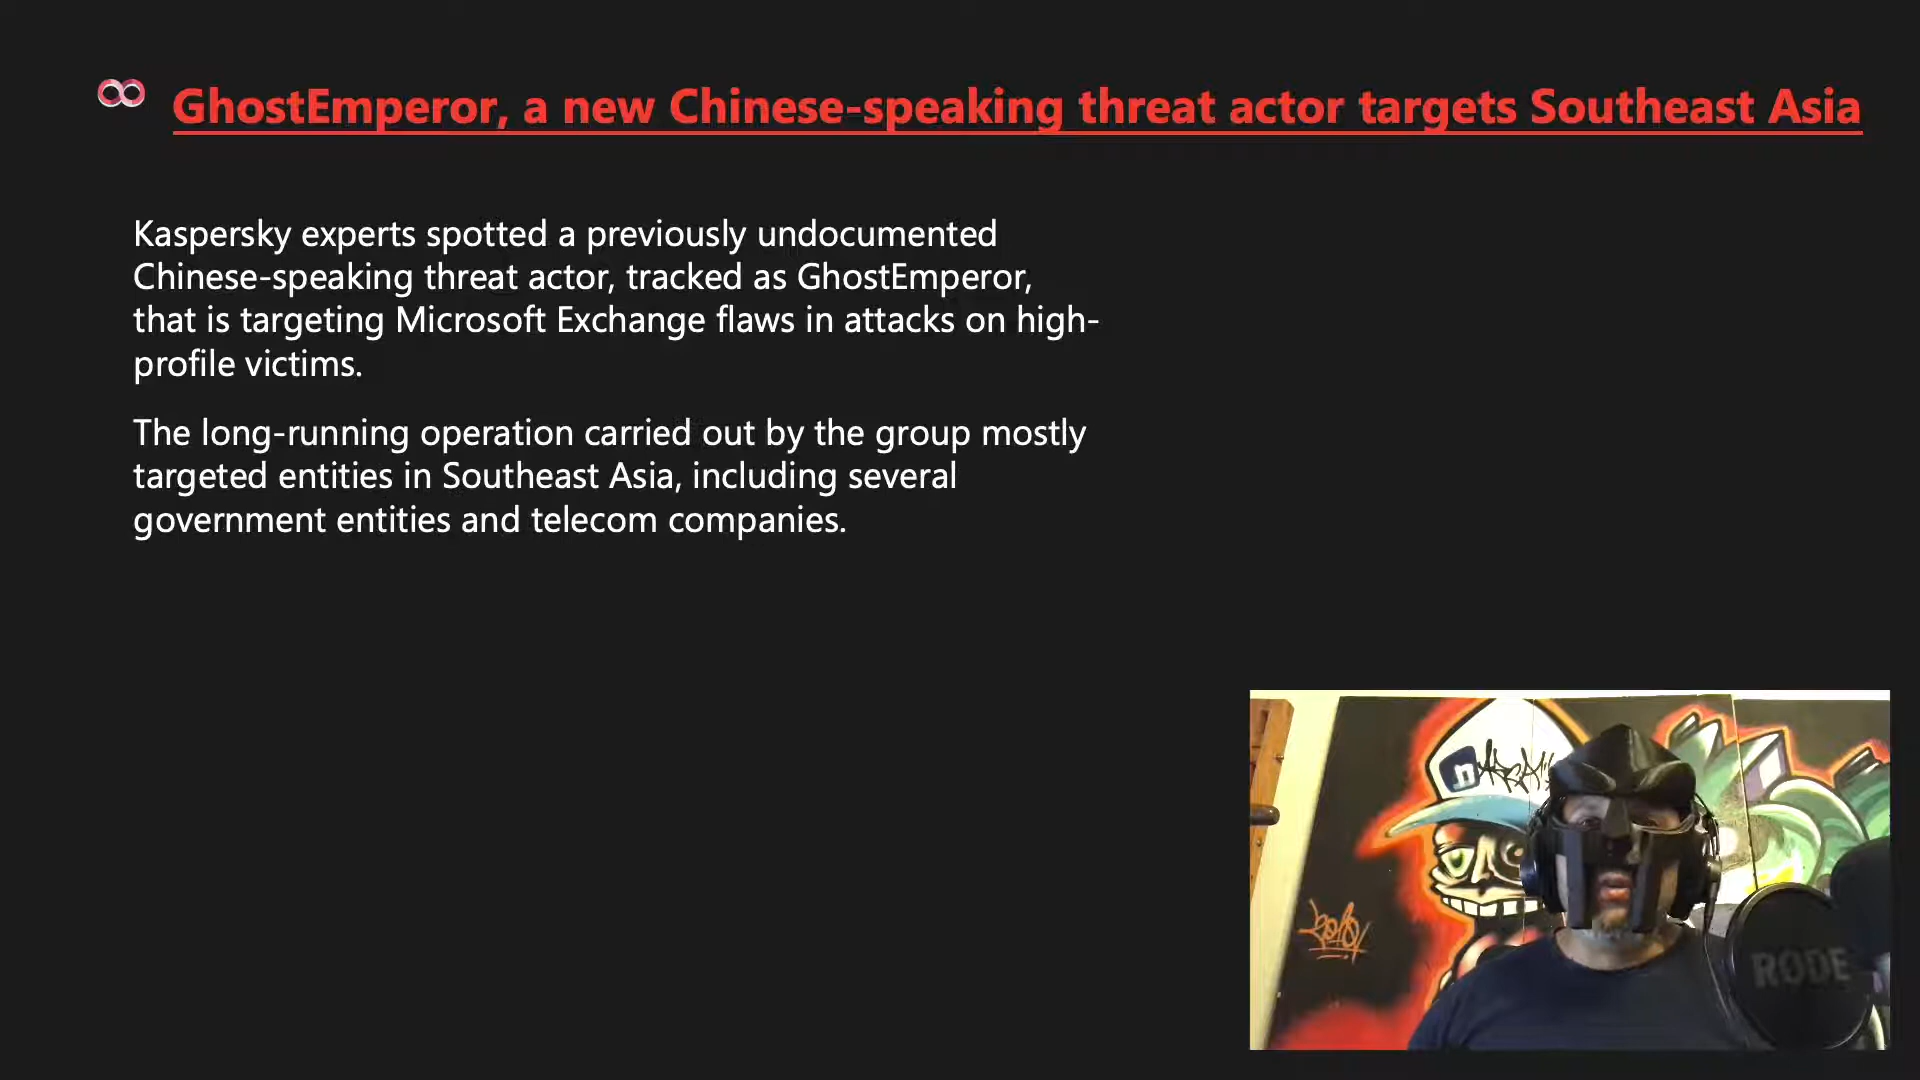 GhostEmperor, a new Chinese-speaking threat actor targets Southeast Asia
Kaspersky experts spotted a previously undocumented
Chinese-speaking threat actor, tracked as GhostEmperor,
that is targeting Microsoft Exchange flaws in attacks on high-
profile victims.
The long-running operation carried out by the group mostly
targeted entities in Southeast Asia, including several
government entities and telecom companies.
RODE